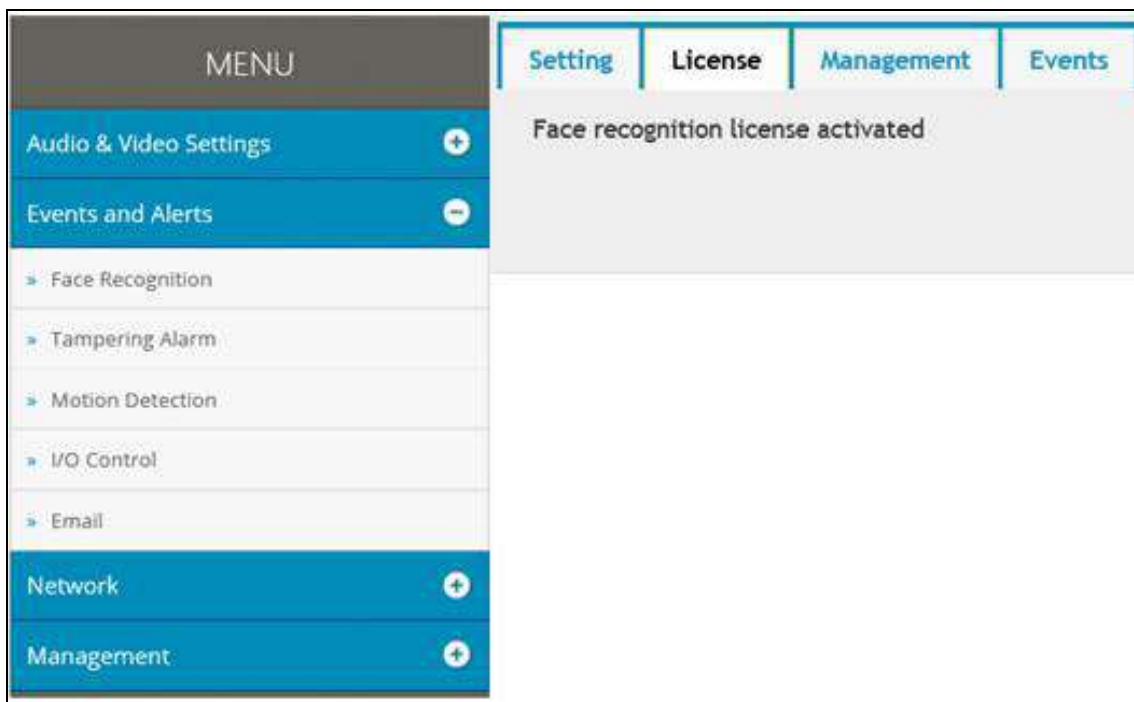 MENU
Audio & Video Settings
Events and Alerts
» Face Recognition
» Tampering Alarm
» Motion Detection
» I/O Control
» Email
Network
Management
Setting License Management Events
Face recognition license activated